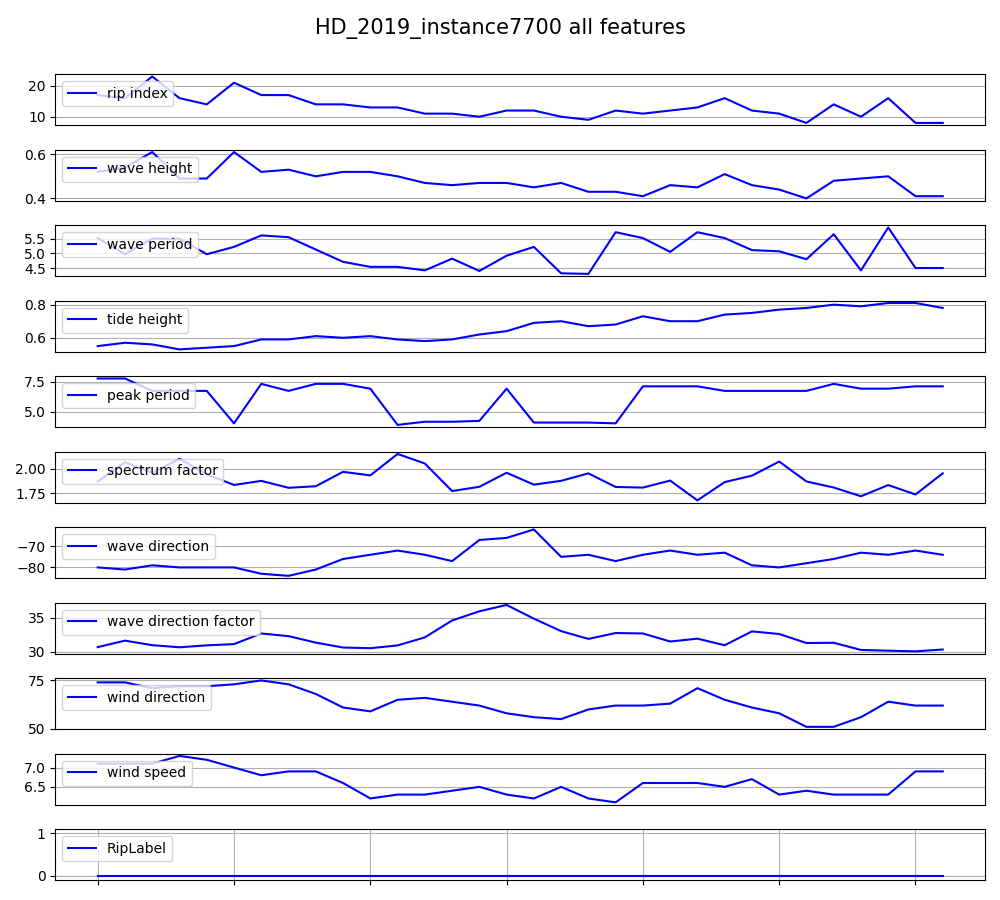 HD_2019_instance7700 all features
20
10
rip index
0.6
0.4
wave height
5.5
5.0
4.5
wave period
0.8
0.6
tide height
7.5
5.0
peak period
2.00
1.75
spectrum factor
−70
−80
wave direction
35
30
wave direction factor
75
50
wind direction
7.0
6.5
wind speed
1
0
RipLabel